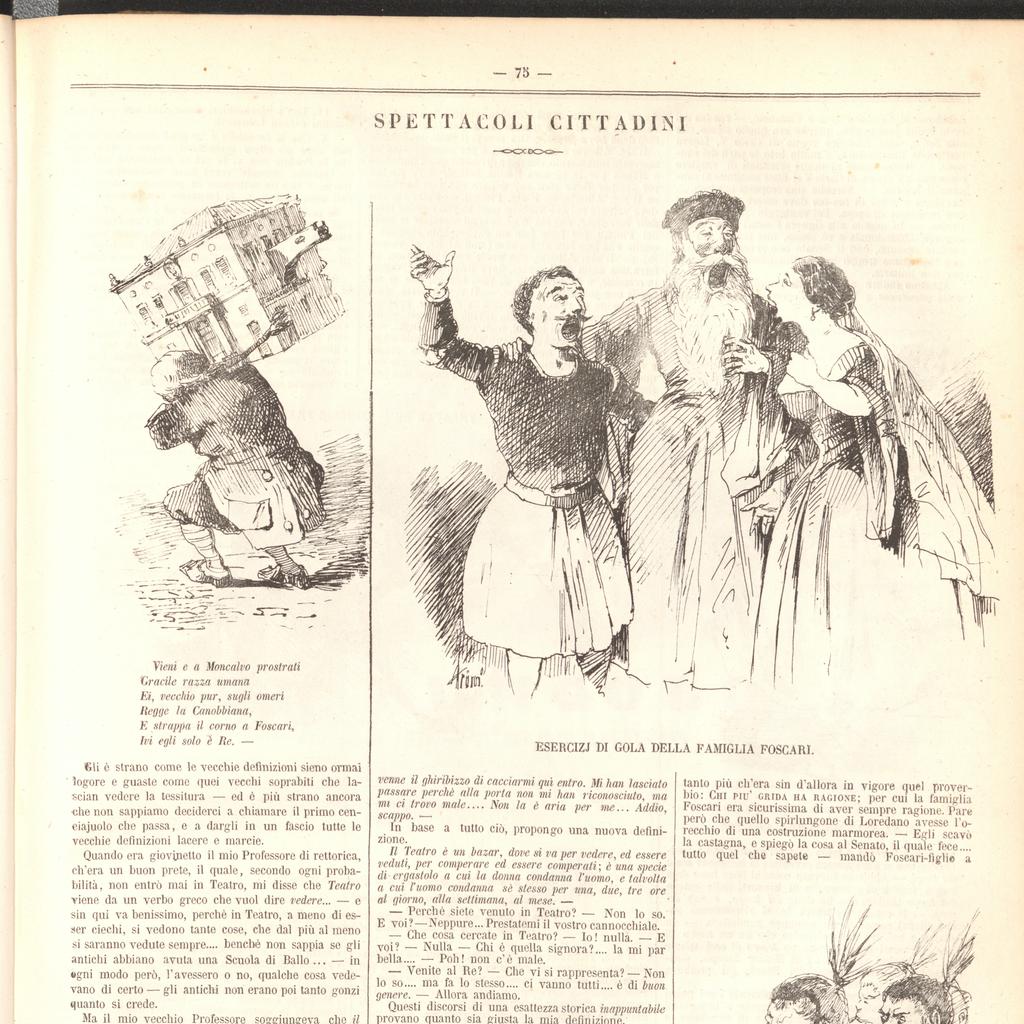 — 75 —
SPETTACOLI CITTADINI
Vieni e a Moncalvo prostrati
Gracile razza umana
Ei, vecchio pur, sugli omeri
Regge la Canobbiana,
E strappa il corno a Foscari,
Ivi egli solo è Re. —
Gli è strano come le vecchie definizioni sieno ormai
logore e guaste come quei vecchi soprabiti che la-
scian vedere la tessitura — ed è più strano ancora
che non sappiamo deciderci a chiamare il primo cen-
ciajuolo che passa, e a dargli in un fascio tutte le
vecchie definizioni lacere e marcie.
Quando era giovinetto il mio Professore di rettorica,
ch'era un buon prete, il quale, secondo ogni proba-
bilità, non entrò mai in Teatro, mi disse che Teatro
viene da un verbo greco che vuol dire vedere... — e
sin qui va benissimo, perchè in Teatro, a meno di es-
ser ciechi, si vedono tante cose, che dal più al meno
si saranno vedute sempre.... benchè non sappia se gli
antichi abbiano avuta una Scuola di Ballo... — in
ogni modo però, l'avessero o no, qualche cosa vede-
vano di certo — gli antichi non erano poi tanto gonzi
quanto si crede.
Ma il mio vecchio Professore soggiungeva che il
ESERCIZJ DI GOLA DELLA FAMIGLIA FOSCARI.
venne il ghiribizzo di cacciarmi quì entro. Mi han lasciato
passare perchè alla porta non mi han riconosciuto, ma
mi ci trovo male.... Non la è aria per me... Addio,
scappo. —
In base a tutto ciò, propongo una nuova defini-
zione.
Il Teatro è un bazar, dove si va per vedere, ed essere
veduti, per comperare ed essere comperati; è una specie
di ergastolo a cui la donna condanna l'uomo, e talvolta
a cui l'uomo condanna sè stesso per una, due, tre ore
al giorno, alla settimana, al mese. —
— Perchè siete venuto in Teatro? — Non lo so.
E voi? — Neppure... Prestatemi il vostro cannocchiale.
— Che cosa cercate in Teatro? — Io! nulla. — E
voi? — Nulla — Chi è quella signora?.... la mi par
bella.... — Poh! non c'è male.
— Venite al Re? — Che vi si rappresenta? — Non
lo so.... ma fa lo stesso.... ci vanno tutti.... è di buon
genere. — Allora andiamo.
Questi discorsi di una esattezza storica inappuntabile
provano quanto sia giusta la mia definizione.
tanto più ch'era sin d'allora in vigore quel prover-
bio: CHI PIU' GRIDA HA RAGIONE; per cui la famiglia
Foscari era sicurissima di aver sempre ragione. Pare
però che quello spirlungone di Loredano avesse l'o-
recchio di una costruzione marmorea. — Egli scavò
la castagna, e spiegò la cosa al Senato, il quale fece....
tutto quel che sapete — mandò Foscari-figlio a